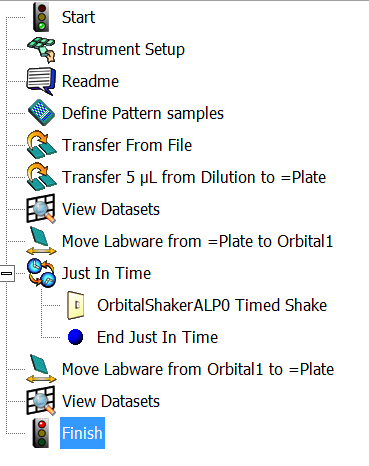 Start
Instrument Setup
Readme
Define Pattern samples
Transfer From File
Transfer 5 µL from Dilution to =Plate
View Datasets
Move Labware from =Plate to Orbital1
Just In Time
OrbitalShakerALP0 Timed Shake
End Just In Time
Move Labware from Orbital1 to =Plate
View Datasets
Finish